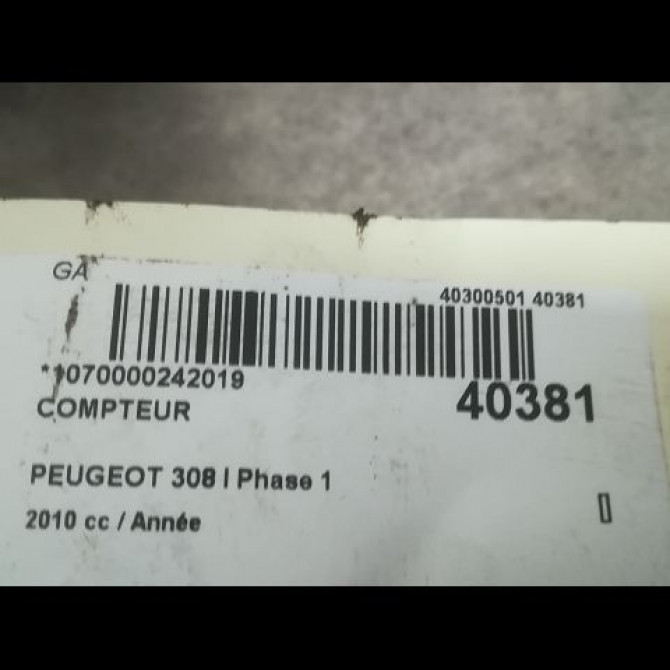 GA
40300501 40381
*1070000242019
40381
COMPTEUR
PEUGEOT 308 I Phase 1
2010 cc / Année